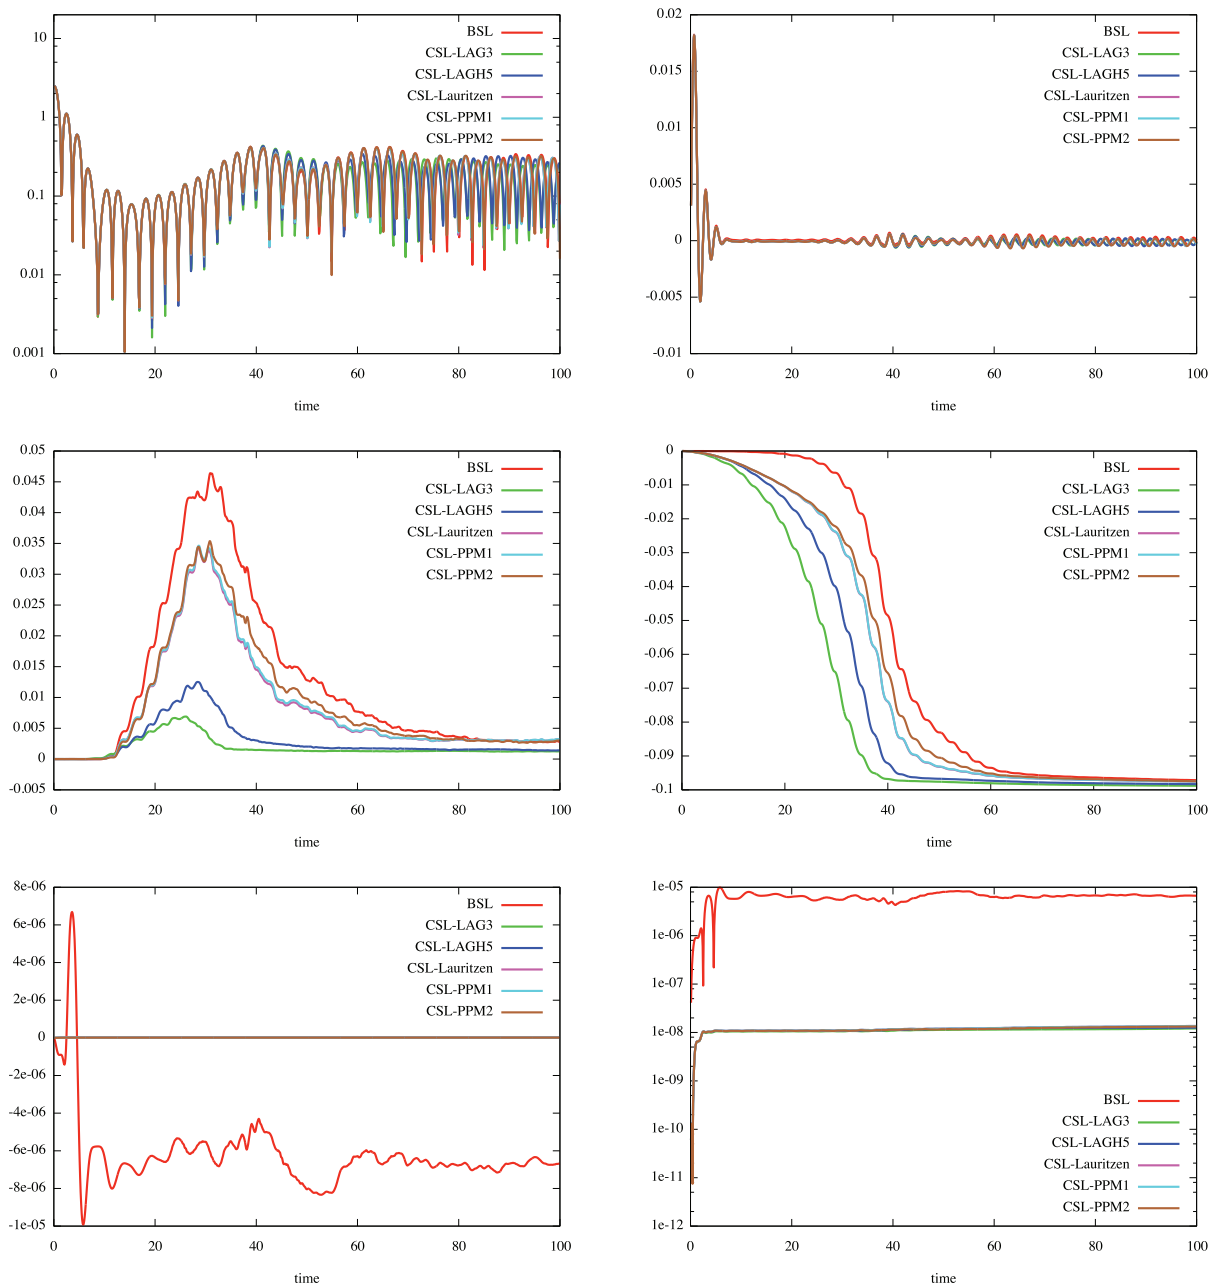 10
1
0.1
0.01
0.001
0 20 40 60 80 100
time
BSL
CSL-LAG3
CSL-LAGH5
CSL-Lauritzen
CSL-PPM1
CSL-PPM2
0.02
0.015
0.01
0.005
0
-0.005
-0.01
0 20 40 60 80 100
time
BSL
CSL-LAG3
CSL-LAGH5
CSL-Lauritzen
CSL-PPM1
CSL-PPM2
0.05
0.045
0.04
0.035
0.03
0.025
0.02
0.015
0.01
0.005
0
-0.005
0 20 40 60 80 100
time
BSL
CSL-LAG3
CSL-LAGH5
CSL-Lauritzen
CSL-PPM1
CSL-PPM2
0
-0.01
-0.02
-0.03
-0.04
-0.05
-0.06
-0.07
-0.08
-0.09
-0.1
0 20 40 60 80 100
time
BSL
CSL-LAG3
CSL-LAGH5
CSL-Lauritzen
CSL-PPM1
CSL-PPM2
8e-06
6e-06
4e-06
2e-06
0
-2e-06
-4e-06
-6e-06
-8e-06
-1e-05
0 20 40 60 80 100
time
BSL
CSL-LAG3
CSL-LAGH5
CSL-Lauritzen
CSL-PPM1
CSL-PPM2
1e-05
1e-06
1e-07
1e-08
1e-09
1e-10
1e-11
1e-12
0 20 40 60 80 100
time
BSL
CSL-LAG3
CSL-LAGH5
CSL-Lauritzen
CSL-PPM1
CSL-PPM2